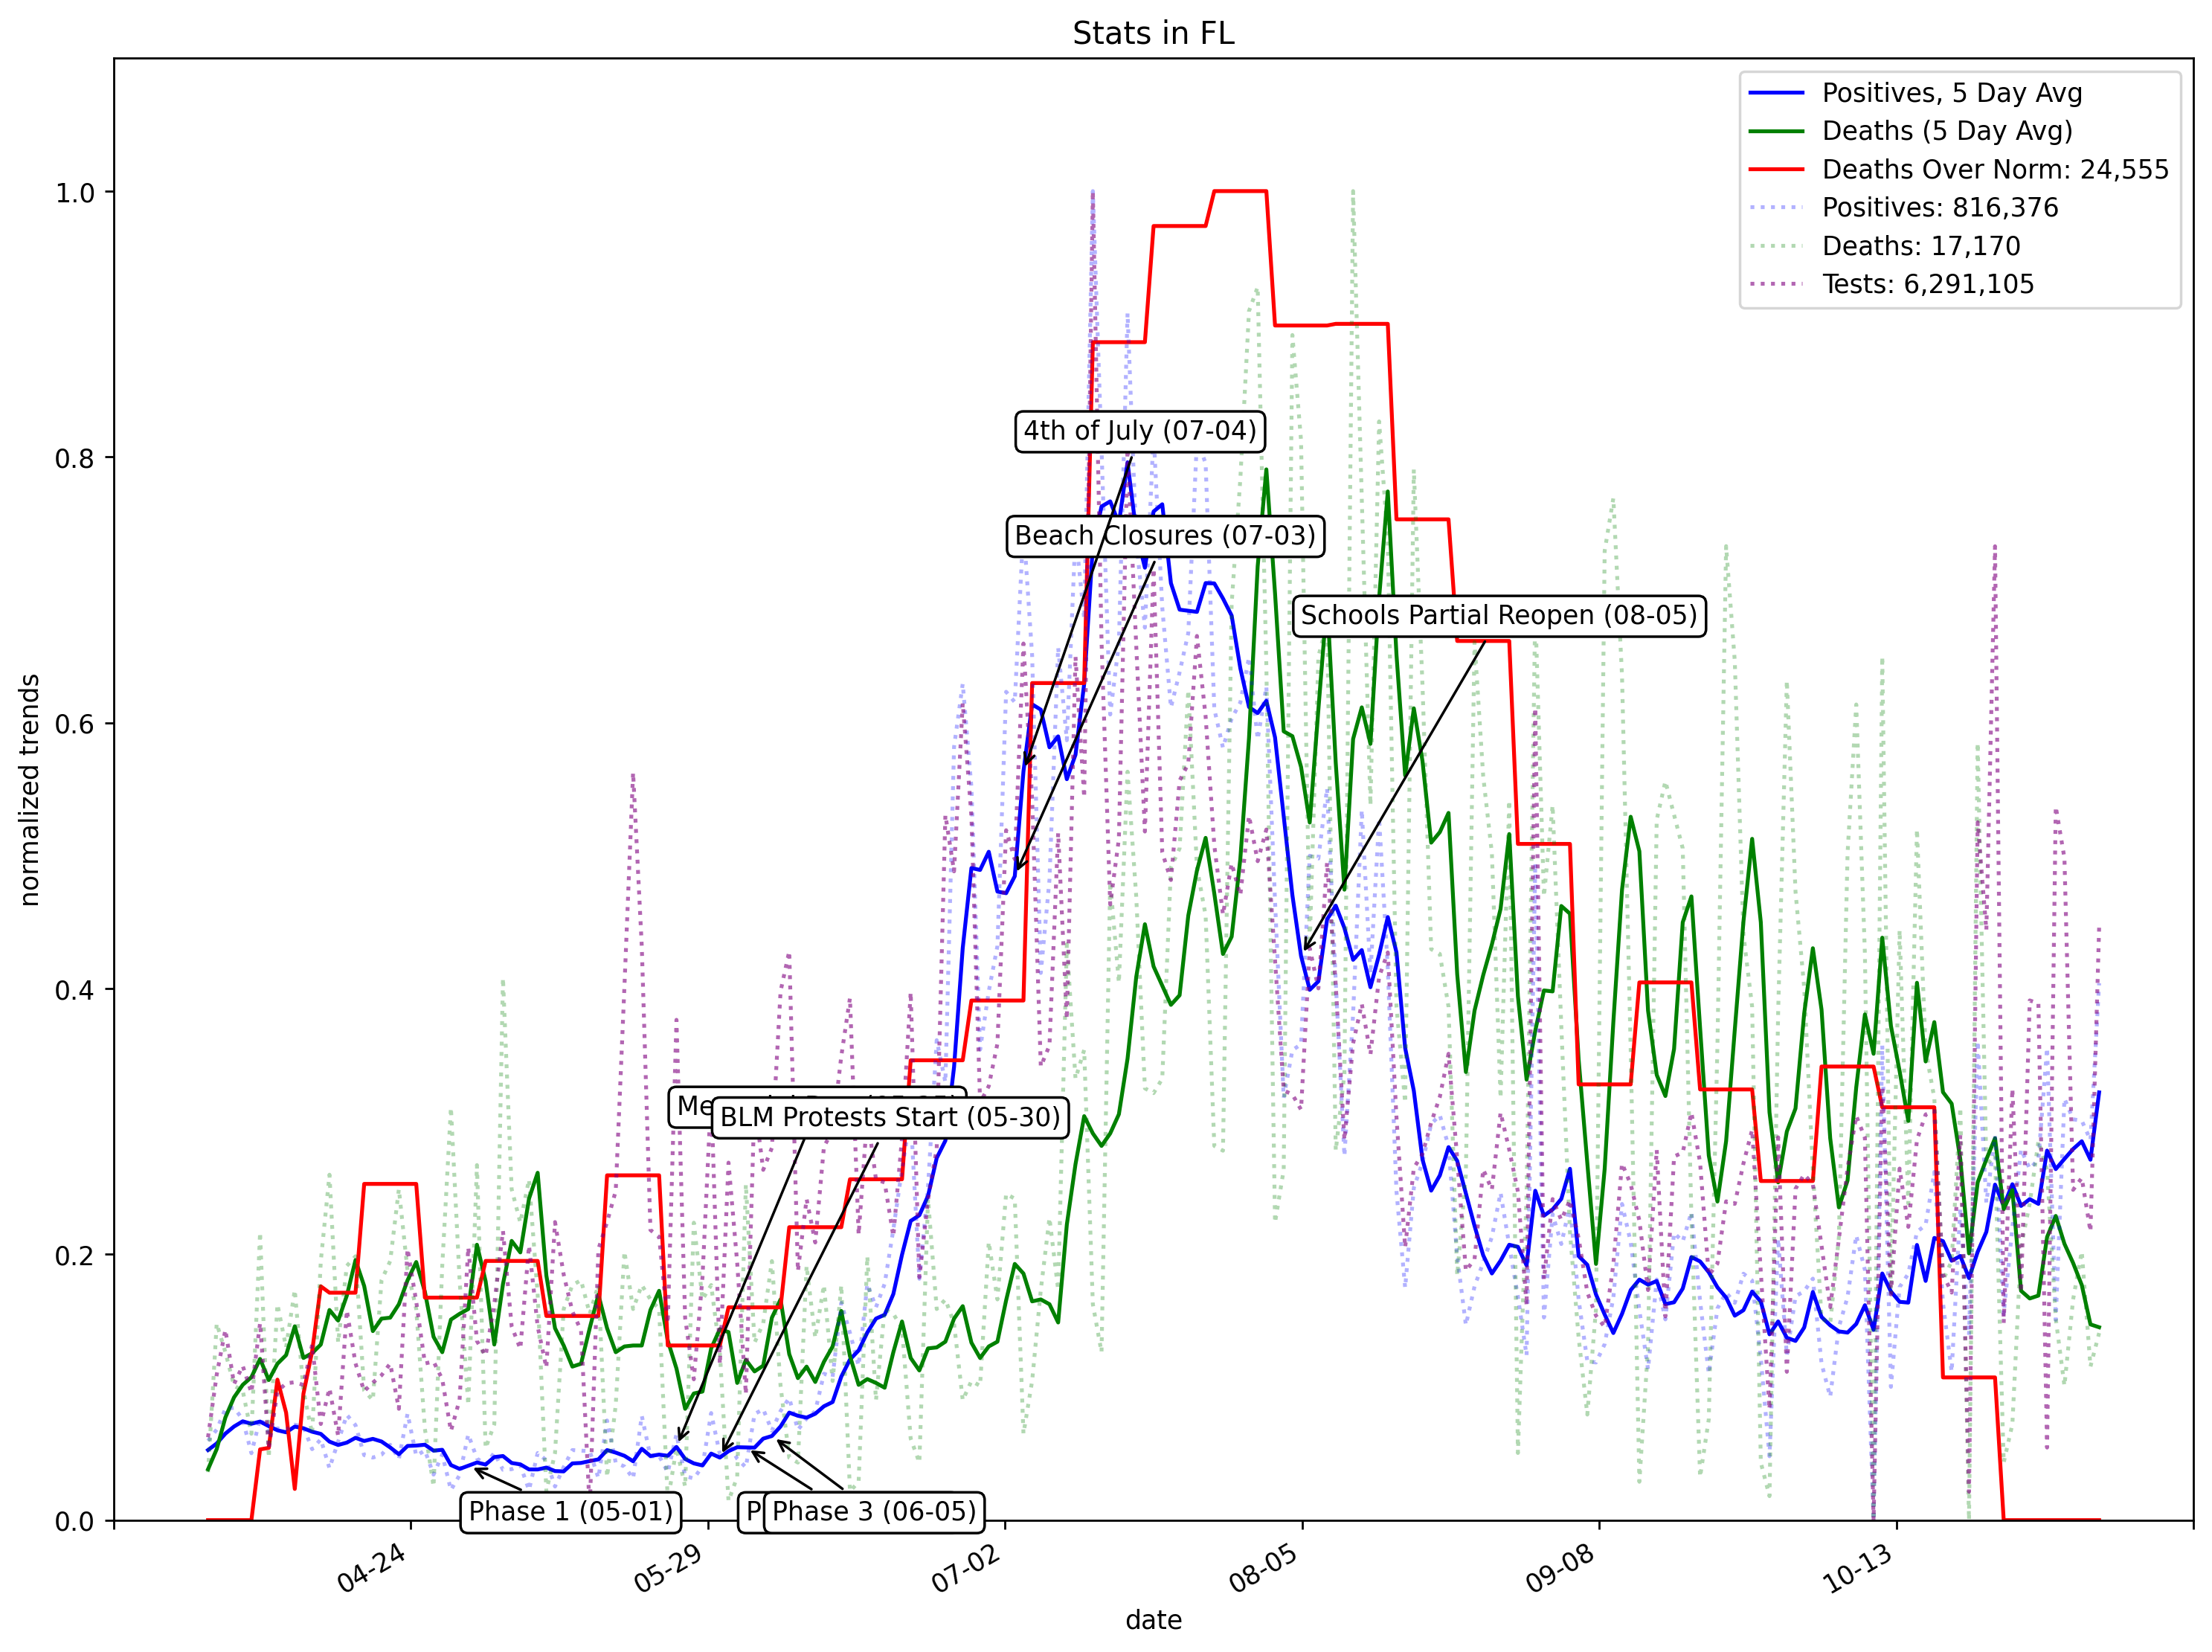 Stats in FL
Positives, 5 Day Avg
Deaths (5 Day Avg)
Deaths Over Norm: 24,555
Positives: 816,376
Deaths: 17,170
Tests: 6,291,105
normalized trends
1.0
0.8
0.6
0.4
0.2
0.0
4th of July (07-04)
Beach Closures (07-03)
Schools Partial Reopen (08-05)
BLM Protests Start (05-30)
Phase 1 (05-01)
Phase 3 (06-05)
04-24
05-29
07-02
08-05
09-08
10-13
date